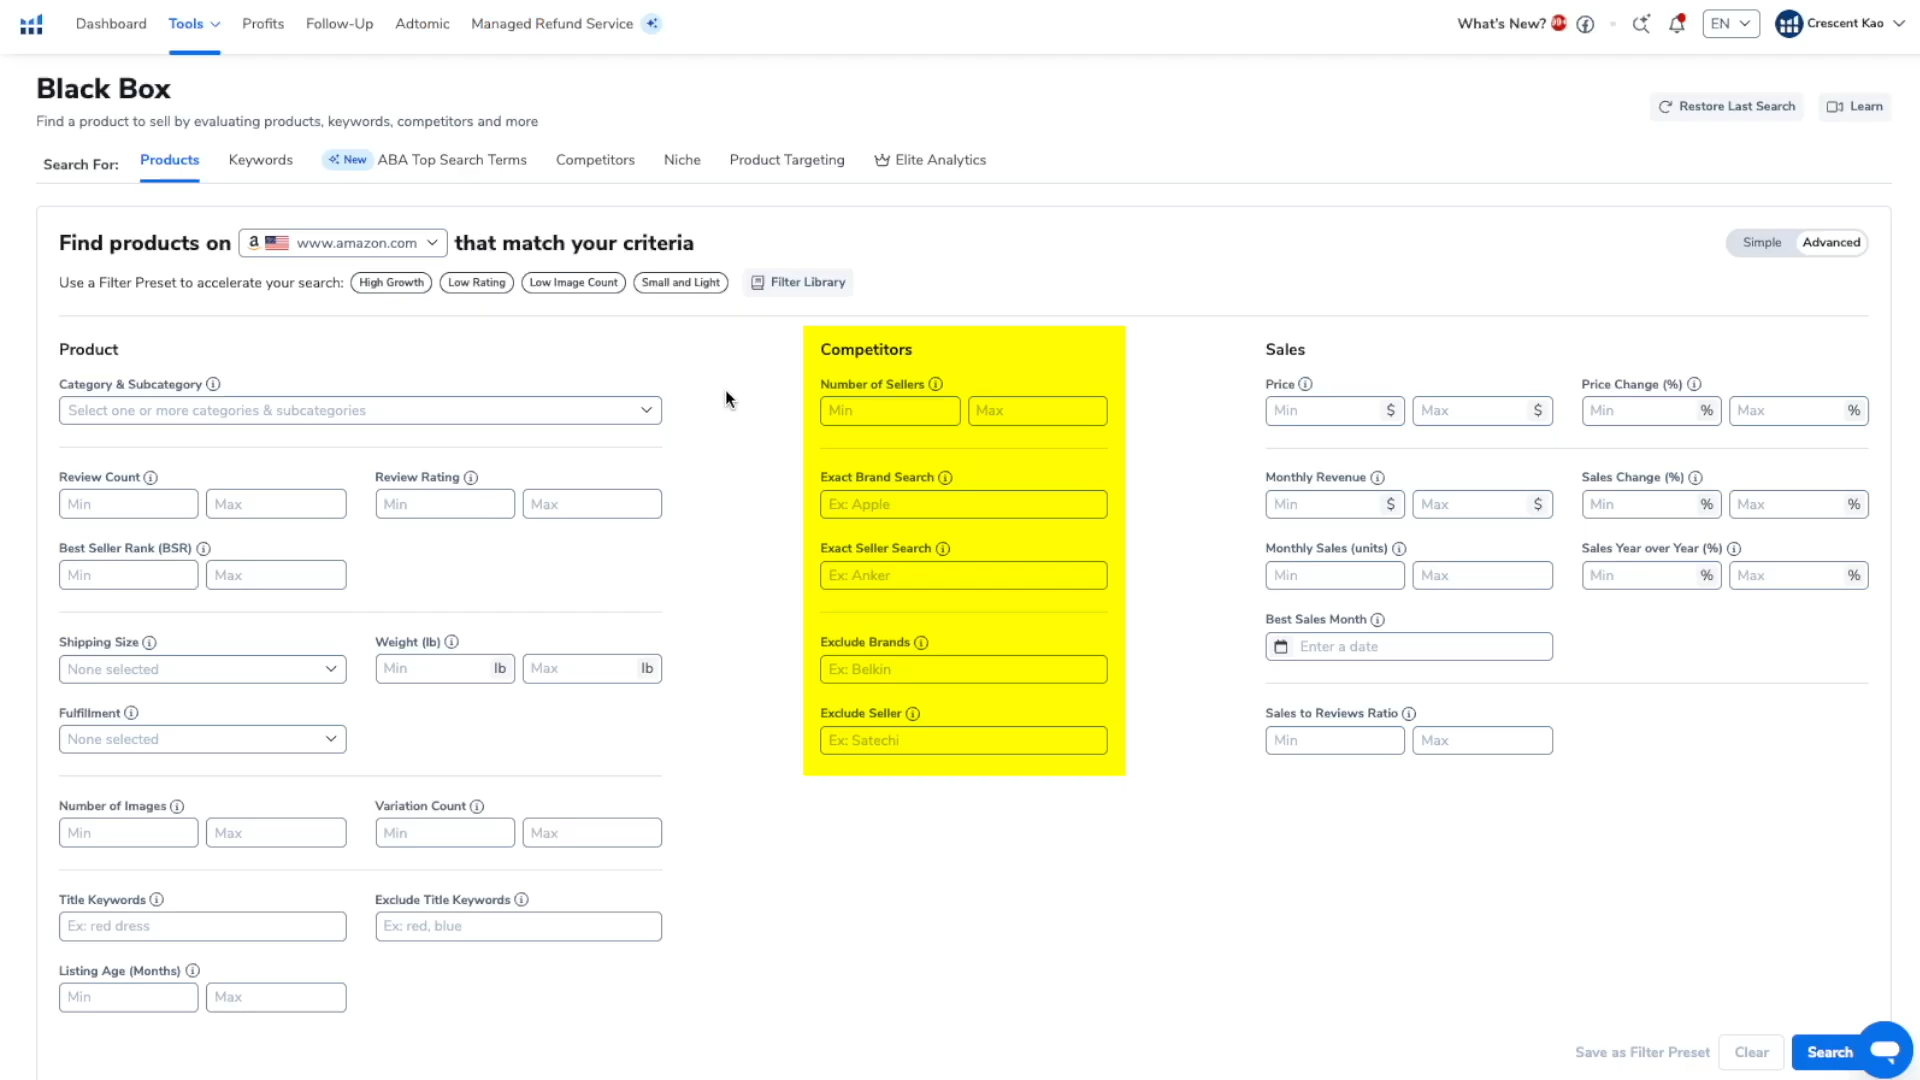 Dashboard Tools Profits Follow-Up Adtomic Managed Refund Service What's New? 99+ EN Crescent Kao
Black Box
Find a product to sell by evaluating products, keywords, competitors and more
Restore Last Search Learn
Search For: Products Keywords New ABA Top Search Terms Competitors Niche Product Targeting Elite Analytics
Find products on a www.amazon.com that match your criteria
Simple Advanced
Use a Filter Preset to accelerate your search: High Growth Low Rating Low Image Count Small and Light Filter Library
Product
Category & Subcategory
Select one or more categories & subcategories
Review Count Review Rating
Min Max Min Max
Best Seller Rank (BSR)
Min Max
Shipping Size Weight (lb)
None selected Min lb Max lb
Fulfillment
None selected
Number of Images Variation Count
Min Max Min Max
Title Keywords Exclude Title Keywords
Ex: red dress Ex: red, blue
Listing Age (Months)
Min Max
Competitors
Number of Sellers
Min Max
Exact Brand Search
Ex: Apple
Exact Seller Search
Ex: Anker
Exclude Brands
Ex: Belkin
Exclude Seller
Ex: Satechi
Sales
Price Price Change (%)
Min $ Max $ Min % Max %
Monthly Revenue Sales Change (%)
Min $ Max $ Min % Max %
Monthly Sales (units) Sales Year over Year (%)
Min Max Min % Max %
Best Sales Month
Enter a date
Sales to Reviews Ratio
Min Max
Save as Filter Preset Clear Search